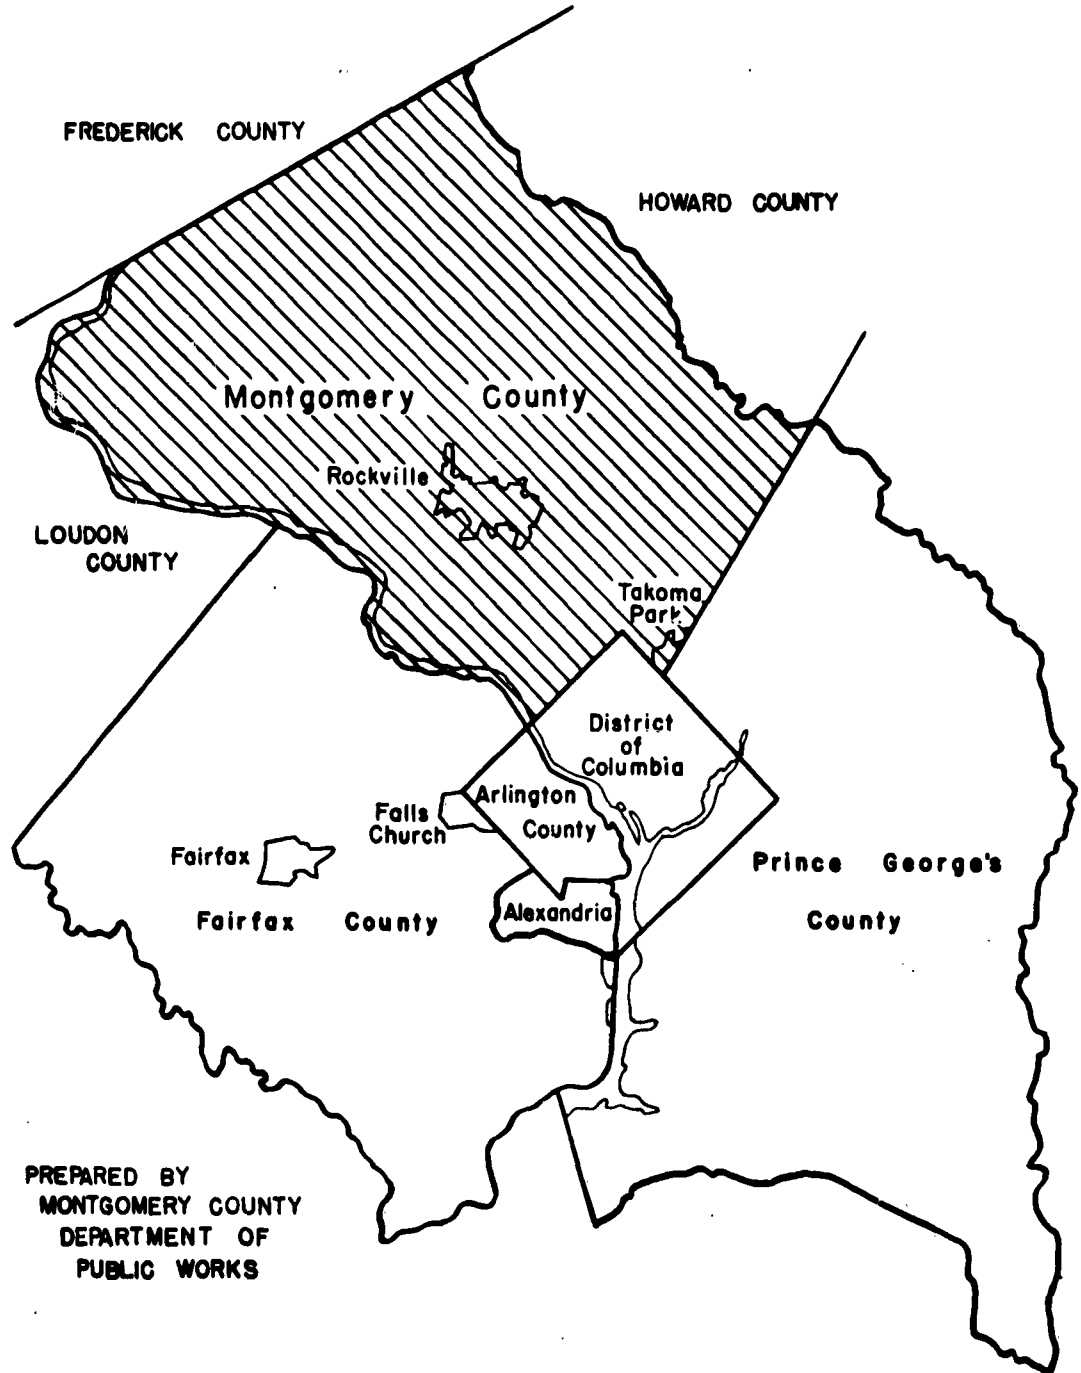 FREDERICK COUNTY
HOWARD COUNTY
Montgomery County
Rockville
LOUDON
COUNTY
Takoma
Park
District
of
Columbia
Arlington
County
Falls
Church
Fairfax
Prince George's
County
Fairfax County
Alexandria
PREPARED BY
MONTGOMERY COUNTY
DEPARTMENT OF
PUBLIC WORKS